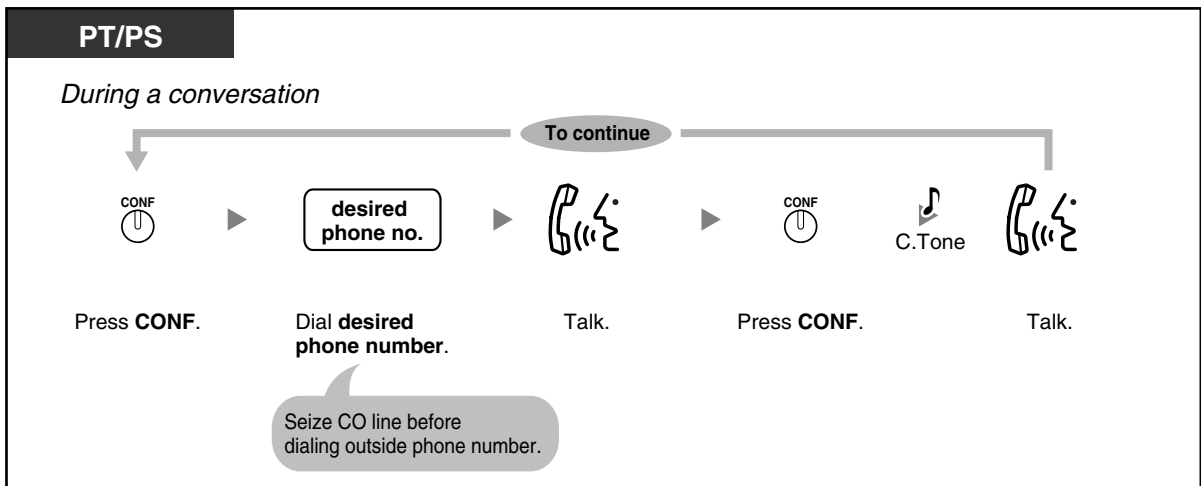 PT/PS
During a conversation
To continue
CONF
desired
phone no.
CONF
C.Tone
Press CONF.
Dial desired
phone number.
Talk.
Press CONF.
Talk.
Seize CO line before
dialing outside phone number.